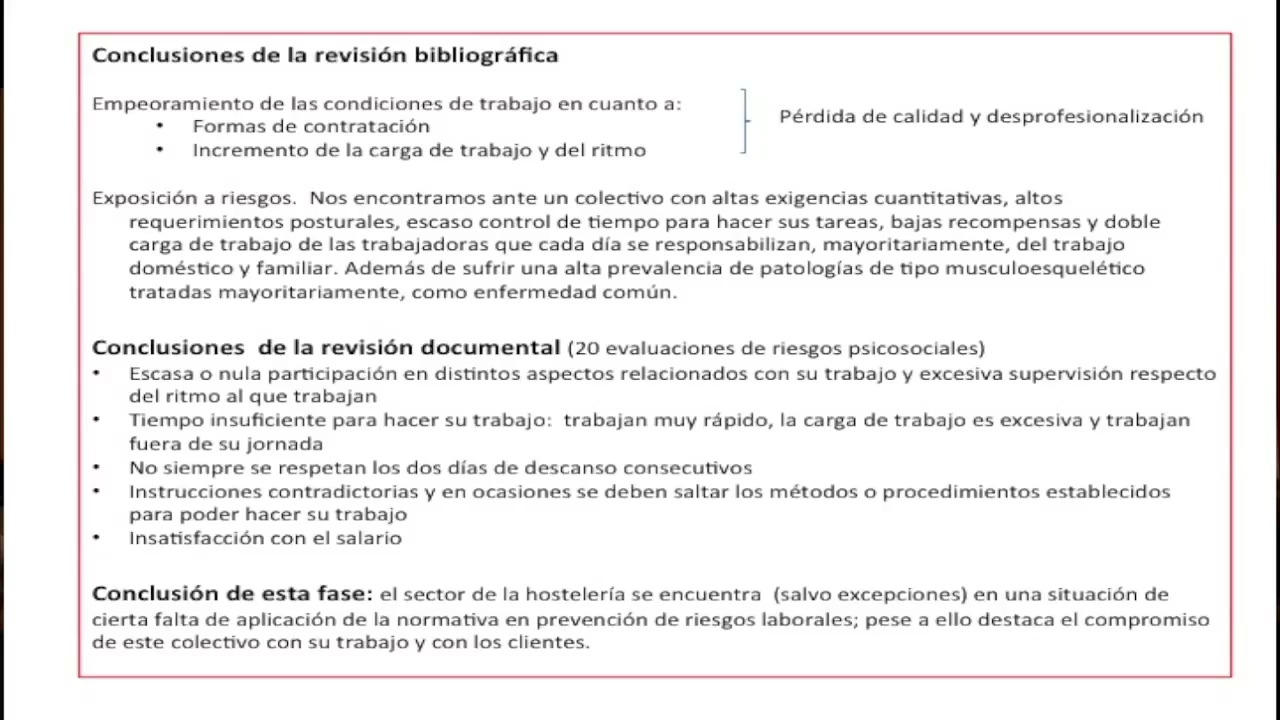 Conclusiones de la revisión bibliográfica
Empeoramiento de las condiciones de trabajo en cuanto a:
• Formas de contratación
• Incremento de la carga de trabajo y del ritmo
Pérdida de calidad y desprofesionalización
Exposición a riesgos. Nos encontramos ante un colectivo con altas exigencias cuantitativas, altos
requerimientos posturales, escaso control de tiempo para hacer sus tareas, bajas recompensas y doble
carga de trabajo de las trabajadoras que cada día se responsabilizan, mayoritariamente, del trabajo
doméstico y familiar. Además de sufrir una alta prevalencia de patologías de tipo musculoesquelético
tratadas mayoritariamente, como enfermedad común.
Conclusiones de la revisión documental (20 evaluaciones de riesgos psicosociales)
• Escasa o nula participación en distintos aspectos relacionados con su trabajo y excesiva supervisión respecto
del ritmo al que trabajan
• Tiempo insuficiente para hacer su trabajo: trabajan muy rápido, la carga de trabajo es excesiva y trabajan
fuera de su jornada
• No siempre se respetan los dos días de descanso consecutivos
• Instrucciones contradictorias y en ocasiones se deben saltar los métodos o procedimientos establecidos
para poder hacer su trabajo
• Insatisfacción con el salario
Conclusión de esta fase: el sector de la hostelería se encuentra (salvo excepciones) en una situación de
cierta falta de aplicación de la normativa en prevención de riesgos laborales; pese a ello destaca el compromiso
de este colectivo con su trabajo y con los clientes.